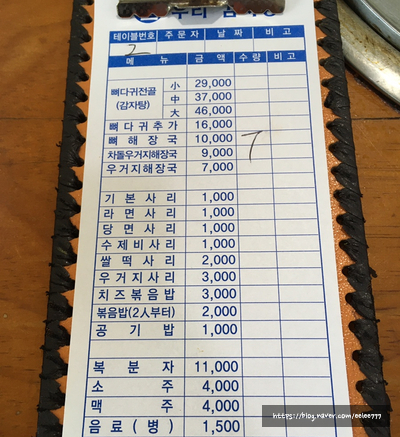 테이블번호 주문자 날짜 비고
2
메뉴 금액 수량 비고
뼈다귀전골 (감자탕) 小 29,000
中 37,000
大 46,000
뼈다귀추가 16,000
뼈해장국 10,000 7
차돌우거지해장국 9,000
우거지해장국 7,000
기본사리 1,000
라면사리 1,000
당면사리 1,000
수제비사리 1,000
쌀떡사리 2,000
우거지사리 3,000
치즈볶음밥 3,000
볶음밥(2人부터) 2,000
공기밥 1,000
복분자 11,000
소주 4,000
맥주 4,000
음료(병) 1,500
https://blog.naver.com/eelee777